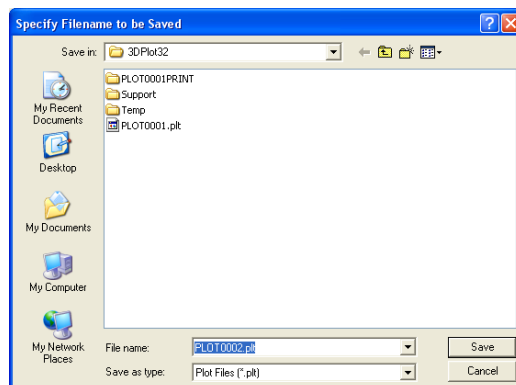 Specify Filename to be Saved
Save in:
3DPlot32
My Recent
Documents
Desktop
My Documents
My Computer
My Network
Places
PLOT0001PRINT
Support
Temp
PLOT0001.plt
File name:
PLOT0002.plt
Save
Save as type:
Plot Files (*.plt)
Cancel